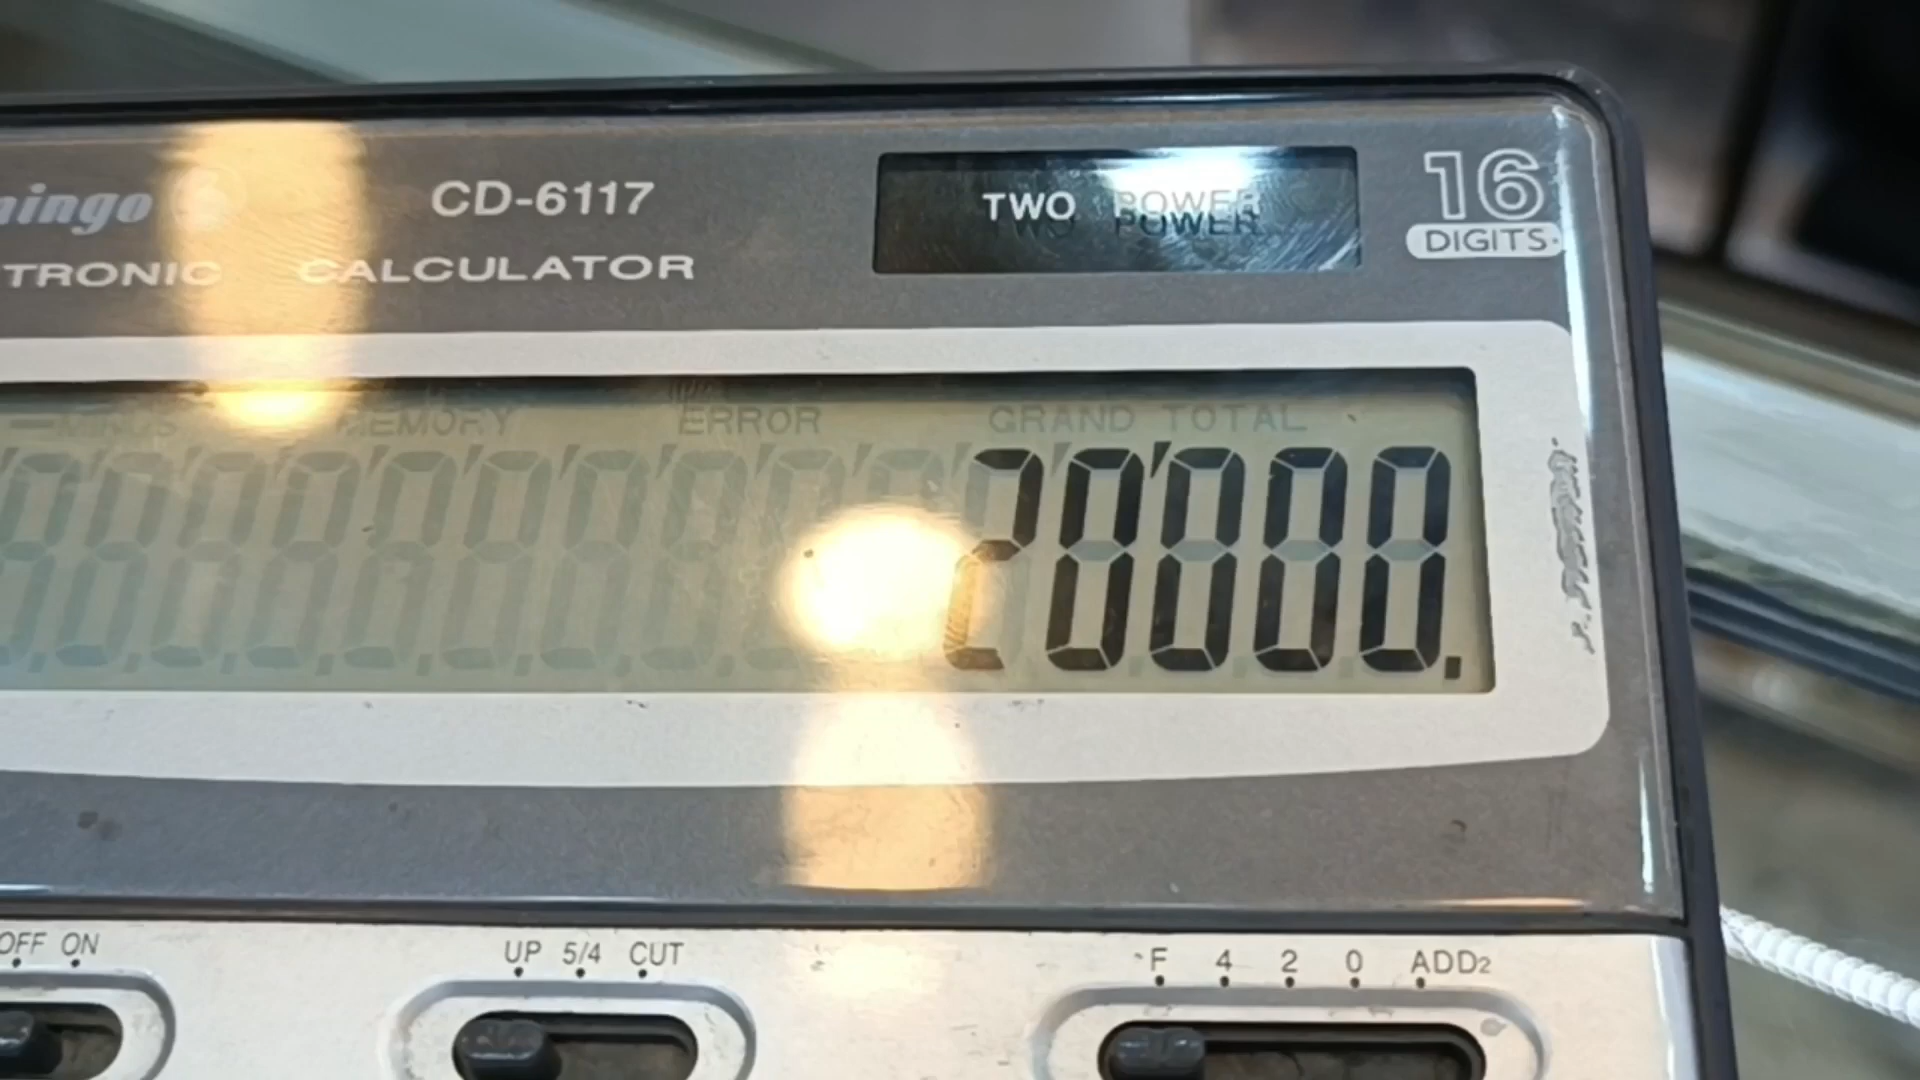 mingo CD-6117 TWO POWER 16
TRONIC CALCULATOR DIGITS
—MINUS MEMORY ERROR GRAND TOTAL
20'000.
OFF ON UP 5/4 CUT F 4 2 0 ADD2